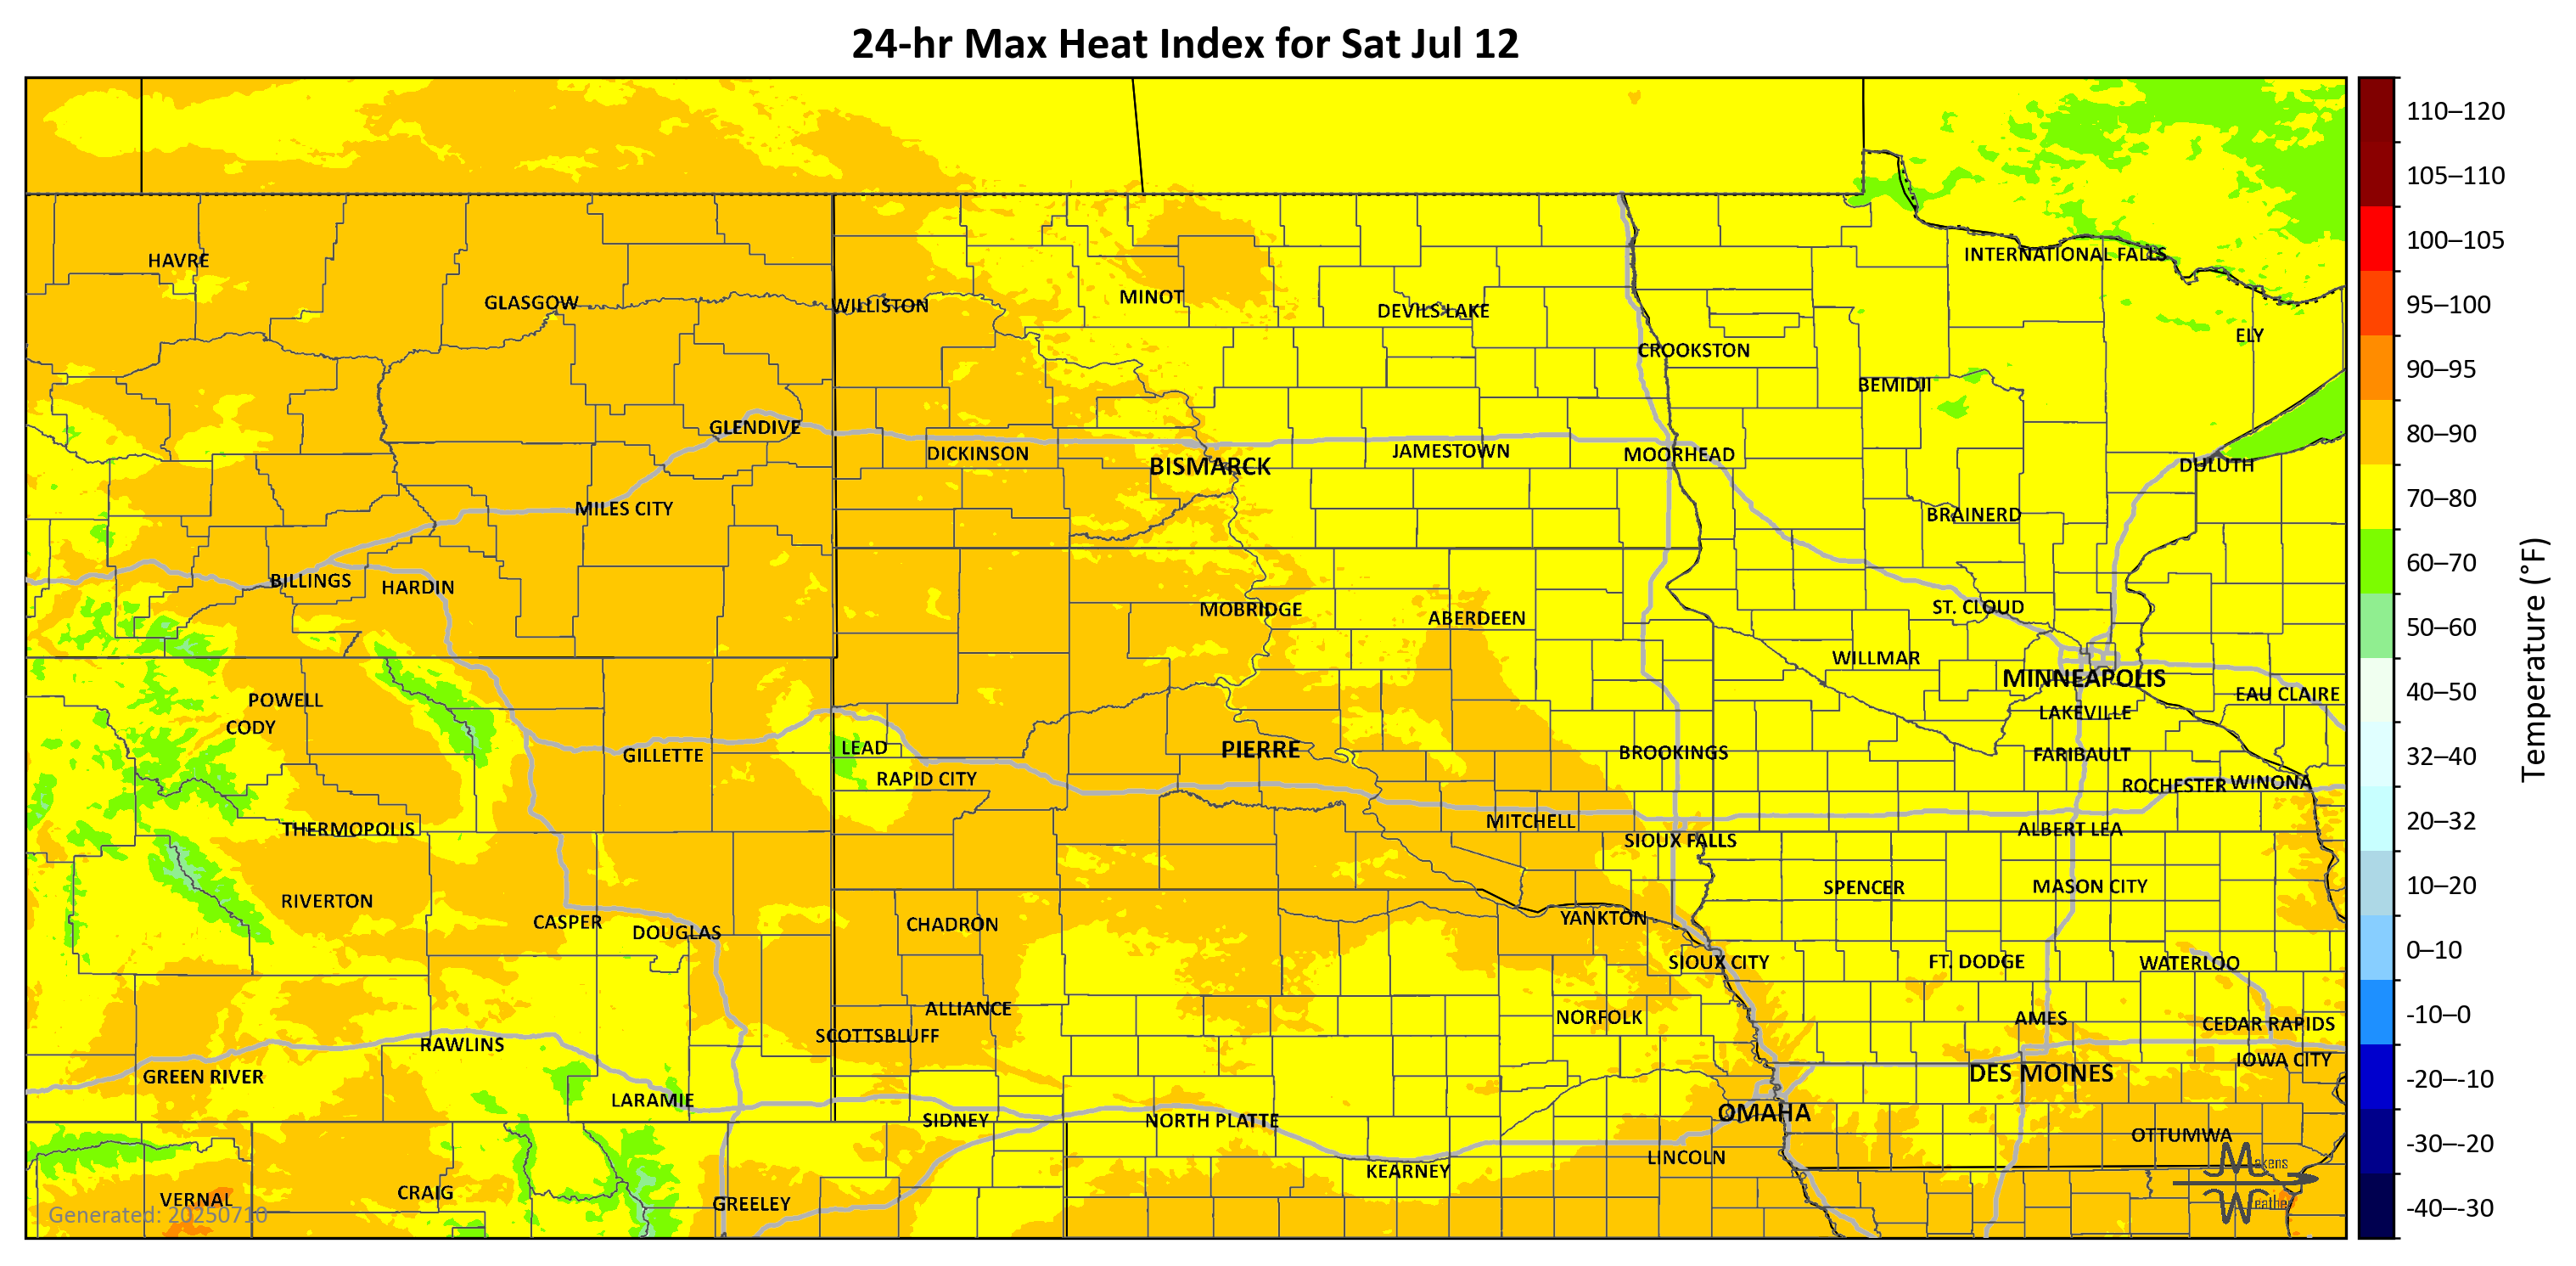 24-hr Max Heat Index for Sat Jul 12
HAVRE
INTERNATIONAL FALLS
GLASGOW
WILLISTON
MINOT
DEVILS LAKE
ELY
CROOKSTON
BEMIDJI
GLENDIVE
DICKINSON
BISMARCK
JAMESTOWN
MOORHEAD
DULUTH
MILES CITY
BRAINERD
BILLINGS
HARDIN
MOBRIDGE
ABERDEEN
ST. CLOUD
WILLMAR
MINNEAPOLIS
EAU CLAIRE
POWELL
CODY
LAKEVILLE
GILLETTE
LEAD
PIERRE
BROOKINGS
FARIBAULT
RAPID CITY
ROCHESTER
WINONA
THERMOPOLIS
MITCHELL
SIOUX FALLS
ALBERT LEA
RIVERTON
SPENCER
MASON CITY
CASPER
DOUGLAS
CHADRON
YANKTON
SIOUX CITY
FT. DODGE
WATERLOO
ALLIANCE
SCOTTSBLUFF
NORFOLK
AMES
CEDAR RAPIDS
RAWLINS
IOWA CITY
GREEN RIVER
DES MOINES
LARAMIE
SIDNEY
NORTH PLATTE
OMAHA
OTTUMWA
LINCOLN
KEARNEY
VERNAL
CRAIG
GREELEY
Generated: 20250710
Makens
Weather
110–120
105–110
100–105
95–100
90–95
80–90
70–80
60–70
50–60
40–50
32–40
20–32
10–20
0–10
-10–0
-20–-10
-30–-20
-40–-30
Temperature (°F)